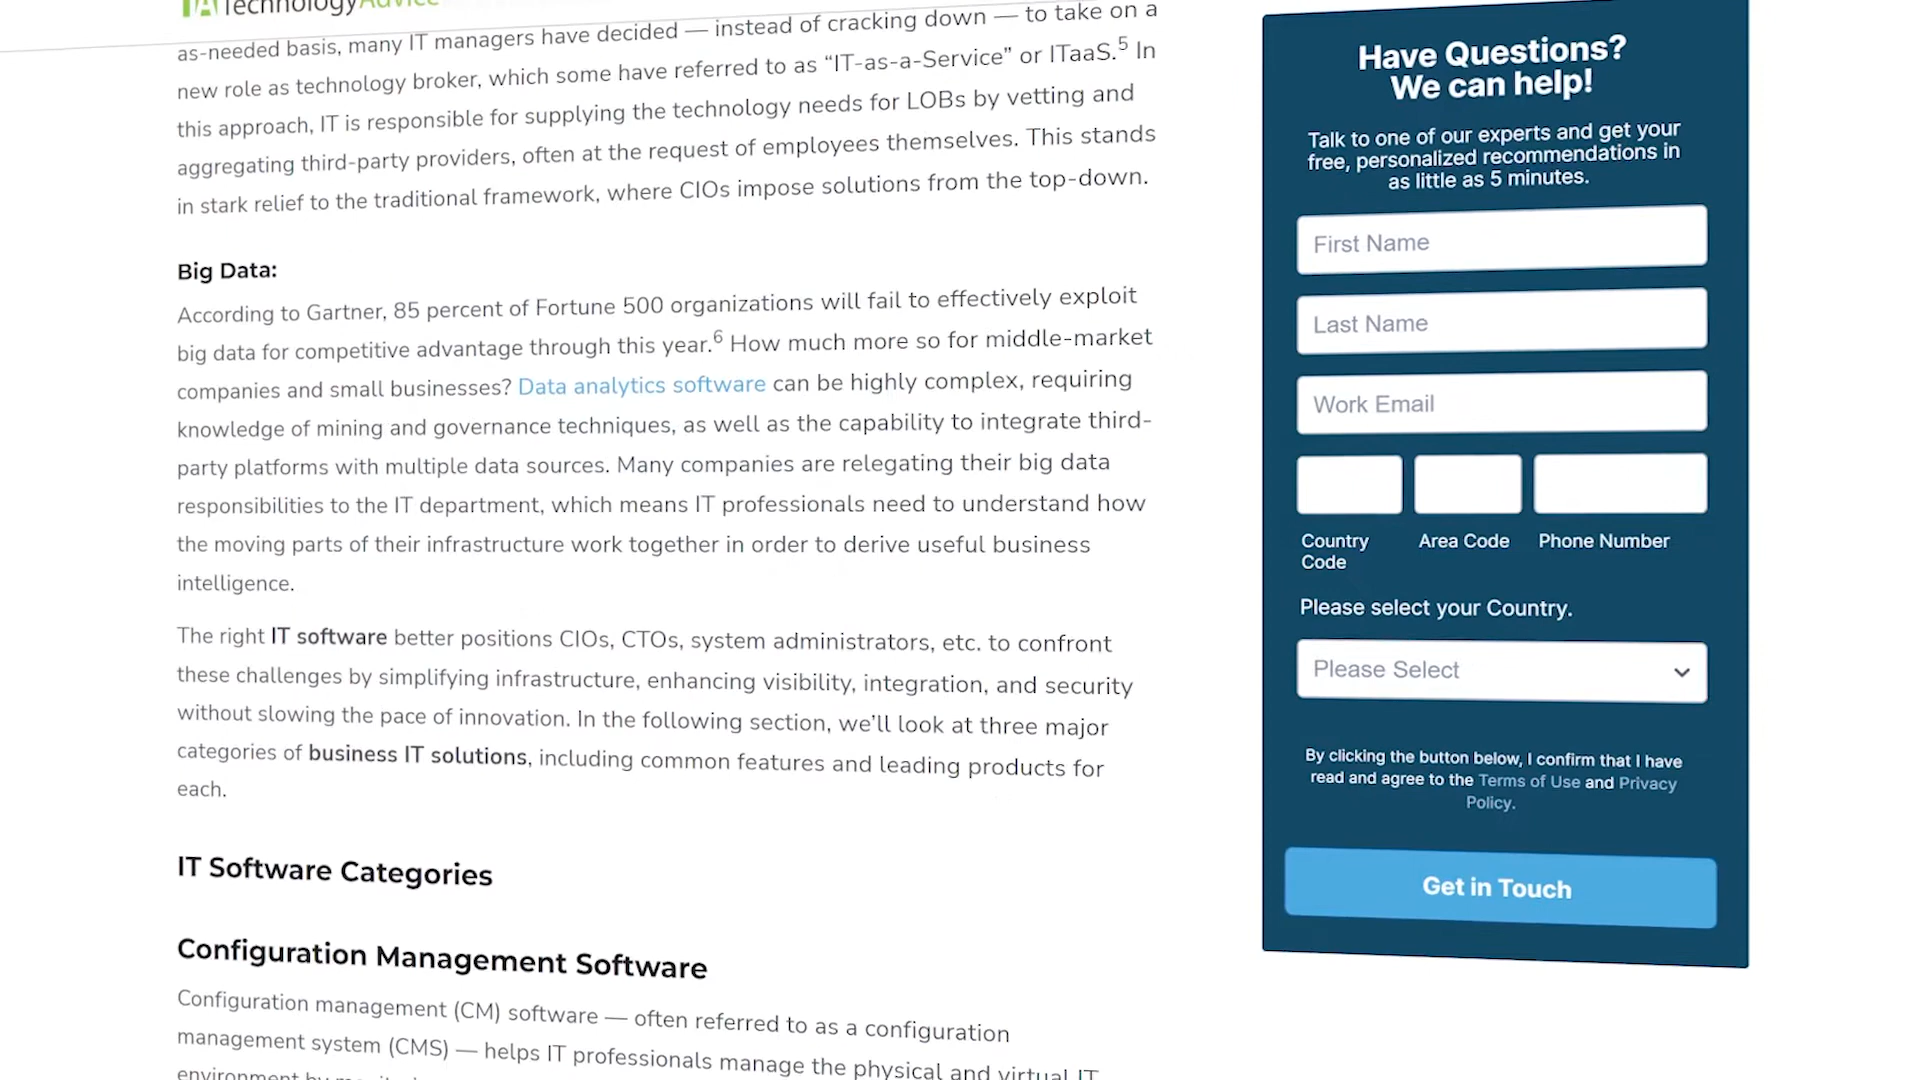 TA TechnologyAdvice
as-needed basis, many IT managers have decided — instead of cracking down — to take on a
new role as technology broker, which some have referred to as “IT-as-a-Service” or ITaaS.5 In
this approach, IT is responsible for supplying the technology needs for LOBs by vetting and
aggregating third-party providers, often at the request of employees themselves. This stands
in stark relief to the traditional framework, where CIOs impose solutions from the top-down.
Big Data:
According to Gartner, 85 percent of Fortune 500 organizations will fail to effectively exploit
big data for competitive advantage through this year.6 How much more so for middle-market
companies and small businesses? Data analytics software can be highly complex, requiring
knowledge of mining and governance techniques, as well as the capability to integrate third-
party platforms with multiple data sources. Many companies are relegating their big data
responsibilities to the IT department, which means IT professionals need to understand how
the moving parts of their infrastructure work together in order to derive useful business
intelligence.
The right IT software better positions CIOs, CTOs, system administrators, etc. to confront
these challenges by simplifying infrastructure, enhancing visibility, integration, and security
without slowing the pace of innovation. In the following section, we’ll look at three major
categories of business IT solutions, including common features and leading products for
each.
IT Software Categories
Configuration Management Software
Configuration management (CM) software — often referred to as a configuration
management system (CMS) — helps IT professionals manage the physical and virtual IT
environment by
Have Questions?
We can help!
Talk to one of our experts and get your
free, personalized recommendations in
as little as 5 minutes.
First Name
Last Name
Work Email
Country
Code
Area Code
Phone Number
Please select your Country.
Please Select
By clicking the button below, I confirm that I have
read and agree to the Terms of Use and Privacy
Policy.
Get in Touch